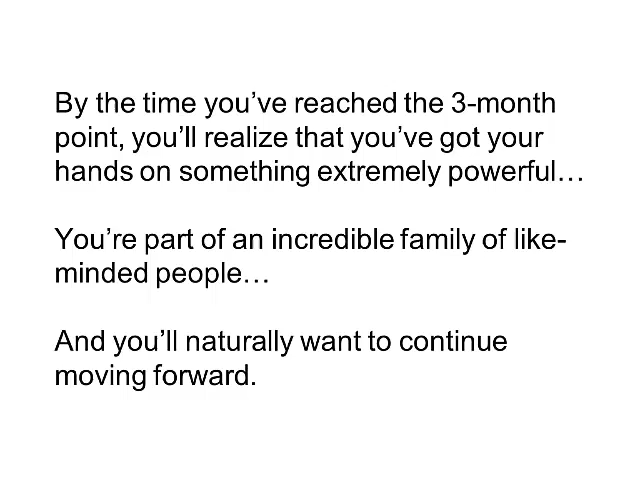 By the time you’ve reached the 3-month
point, you’ll realize that you’ve got your
hands on something extremely powerful…
You’re part of an incredible family of like-
minded people…
And you’ll naturally want to continue
moving forward.